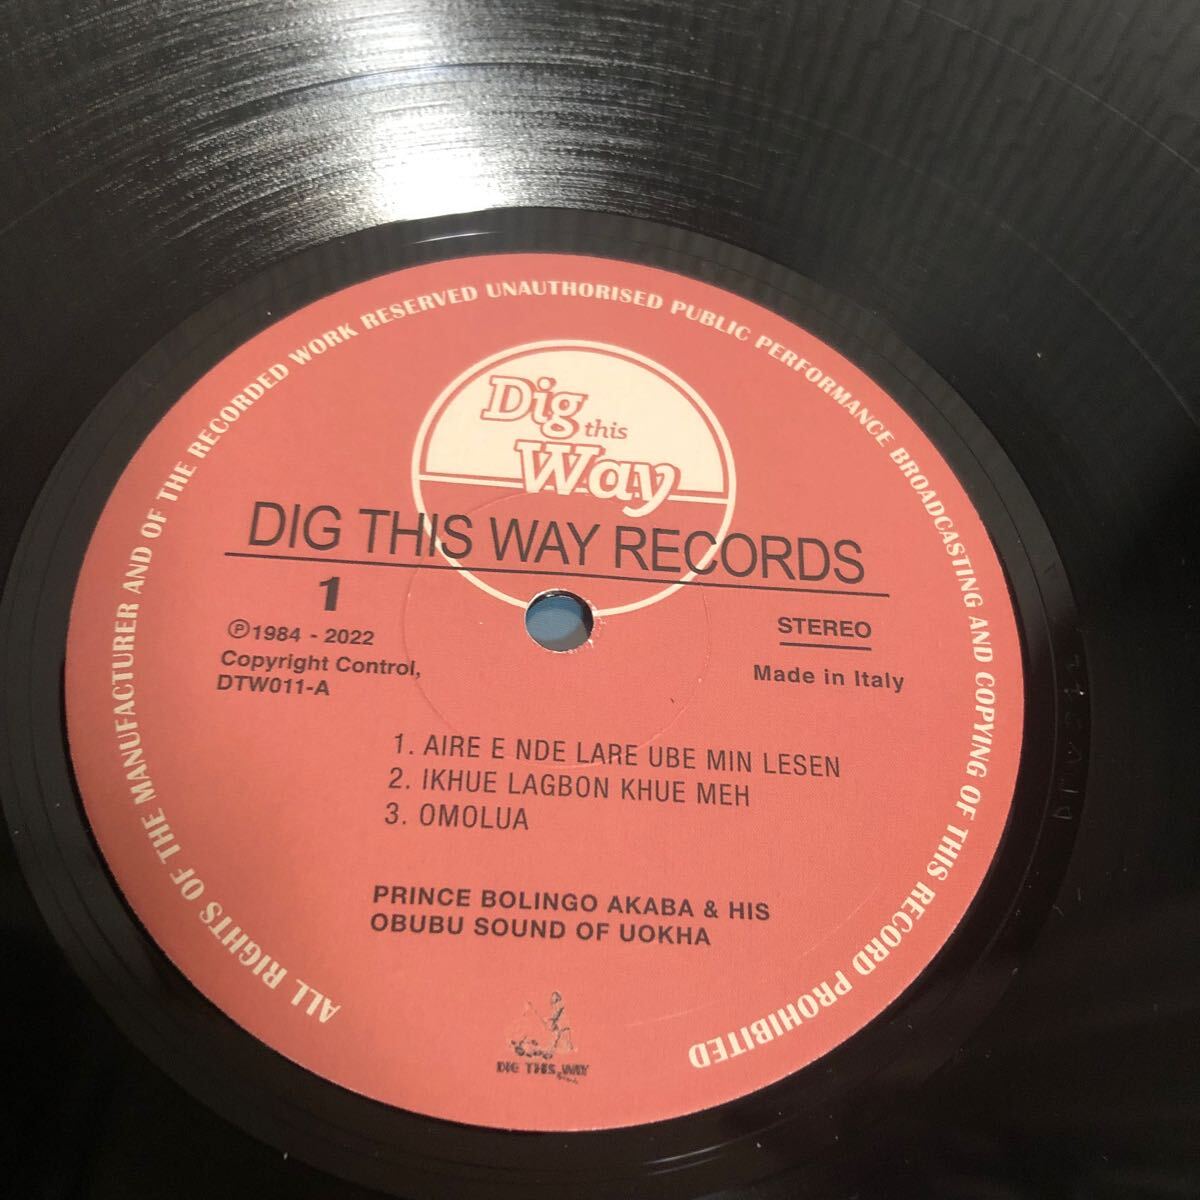 ALL RIGHTS OF THE MANUFACTURER AND OF THE RECORDED WORK RESERVED UNAUTHORISED PUBLIC PERFORMANCE BROADCASTING AND COPYING OF THIS RECORD PROHIBITED
Dig this
Way
DIG THIS WAY RECORDS
1
℗1984 - 2022
Copyright Control,
DTW011-A
STEREO
Made in Italy
1. AIRE E NDE LARE UBE MIN LESEN
2. IKHUE LAGBON KHUE MEH
3. OMOLUA
PRINCE BOLINGO AKABA & HIS
OBUBU SOUND OF UOKHA
DIG THIS WAY